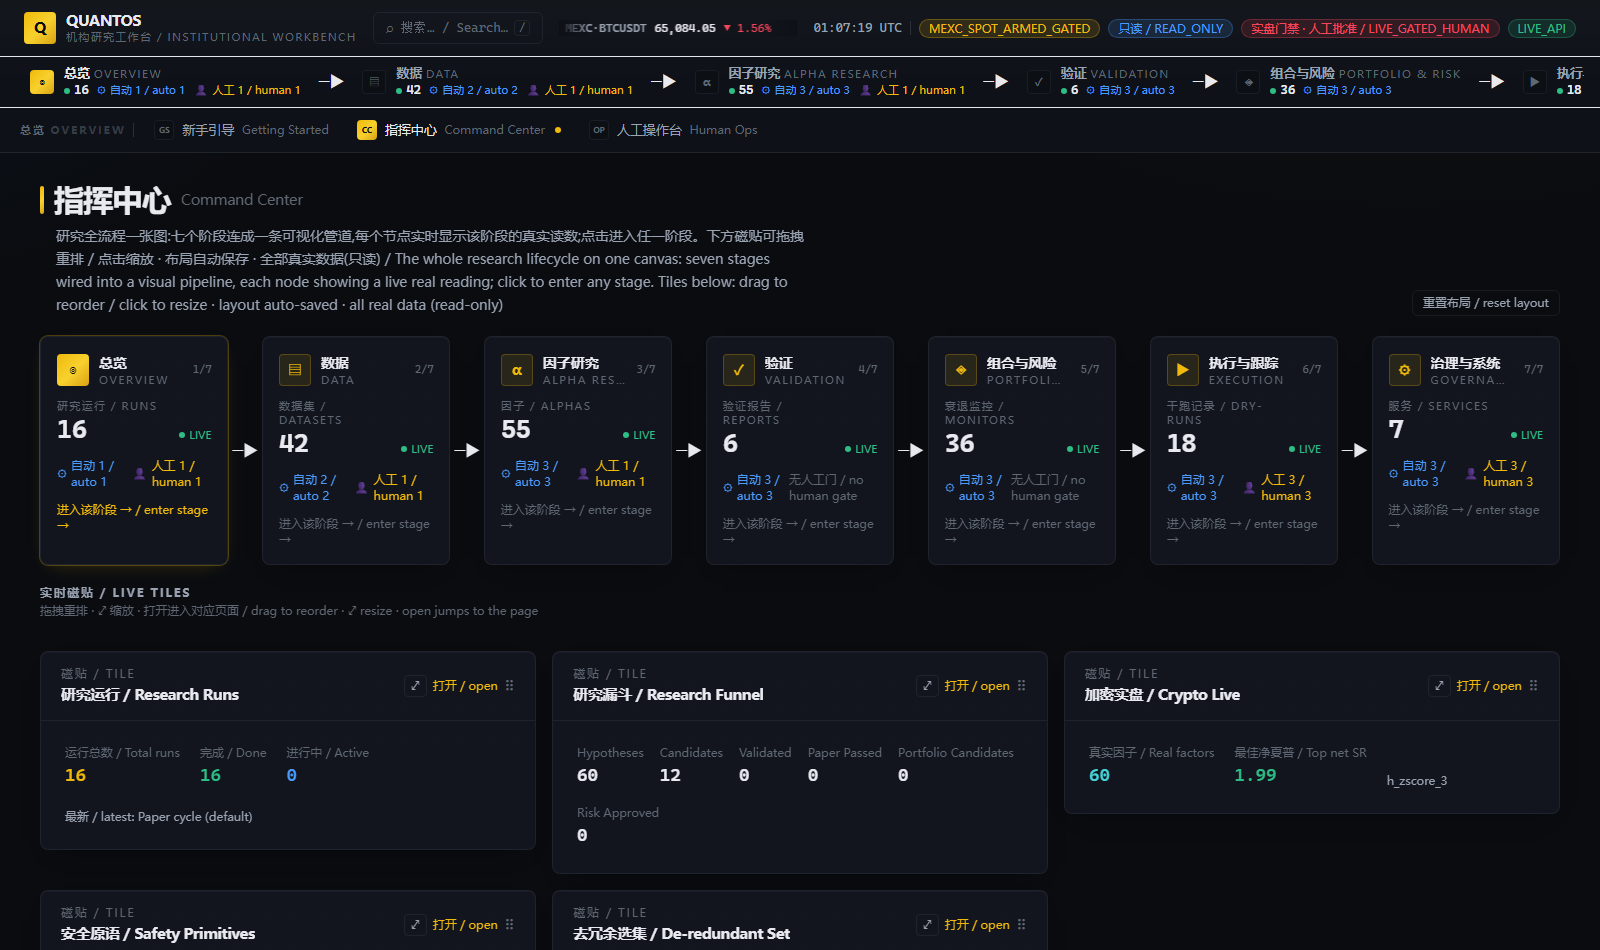 Q
QUANTOS
机构研究工作台 / INSTITUTIONAL WORKBENCH
搜索… / Search… /
MEXC·BTCUSDT 65,084.05 ▼ 1.56%
01:07:19 UTC
MEXC_SPOT_ARMED_GATED
只读 / READ_ONLY
实盘门禁 · 人工批准 / LIVE_GATED_HUMAN
LIVE_API
总览 OVERVIEW
16 自动 1 / auto 1 人工 1 / human 1
数据 DATA
42 自动 2 / auto 2 人工 1 / human 1
α
因子研究 ALPHA RESEARCH
55 自动 3 / auto 3 人工 1 / human 1
✓
验证 VALIDATION
6 自动 3 / auto 3
组合与风险 PORTFOLIO & RISK
36 自动 3 / auto 3
执行
18
总览 OVERVIEW
GS 新手引导 Getting Started
CC 指挥中心 Command Center
OP 人工操作台 Human Ops
指挥中心 Command Center
研究全流程一张图:七个阶段连成一条可视化管道,每个节点实时显示该阶段的真实读数;点击进入任一阶段。下方磁贴可拖拽
重排 / 点击缩放 · 布局自动保存 · 全部真实数据(只读) / The whole research lifecycle on one canvas: seven stages
wired into a visual pipeline, each node showing a live real reading; click to enter any stage. Tiles below: drag to
reorder / click to resize · layout auto-saved · all real data (read-only)
重置布局 / reset layout
总览
OVERVIEW
1/7
研究运行 / RUNS
16
LIVE
自动 1 /
auto 1
人工 1 /
human 1
进入该阶段 → / enter stage
→
数据
DATA
2/7
数据集 /
DATASETS
42
LIVE
自动 2 /
auto 2
人工 1 /
human 1
进入该阶段 → / enter stage
→
α
因子研究
ALPHA RES…
3/7
因子 / ALPHAS
55
LIVE
自动 3 /
auto 3
人工 1 /
human 1
进入该阶段 → / enter stage
→
✓
验证
VALIDATION
4/7
验证报告 /
REPORTS
6
LIVE
自动 3 /
auto 3
无人工门 / no
human gate
进入该阶段 → / enter stage
→
组合与风险
PORTFOLI…
5/7
衰退监控 /
MONITORS
36
LIVE
自动 3 /
auto 3
无人工门 / no
human gate
进入该阶段 → / enter stage
→
执行与跟踪
EXECUTION
6/7
干跑记录 / DRY-
RUNS
18
LIVE
自动 3 /
auto 3
人工 3 /
human 3
进入该阶段 → / enter stage
→
治理与系统
GOVERNA…
7/7
服务 / SERVICES
7
LIVE
自动 3 /
auto 3
人工 3 /
human 3
进入该阶段 → / enter stage
→
实时磁贴 / LIVE TILES
拖拽重排 · ⤢ 缩放 · 打开进入对应页面 / drag to reorder · ⤢ resize · open jumps to the page
磁贴 / TILE
研究运行 / Research Runs
打开 / open
运行总数 / Total runs
16
完成 / Done
16
进行中 / Active
0
最新 / latest: Paper cycle (default)
磁贴 / TILE
研究漏斗 / Research Funnel
打开 / open
Hypotheses
60
Candidates
12
Validated
0
Paper Passed
0
Portfolio Candidates
0
Risk Approved
0
磁贴 / TILE
加密实盘 / Crypto Live
打开 / open
真实因子 / Real factors
60
最佳净夏普 / Top net SR
1.99
h_zscore_3
磁贴 / TILE
安全原语 / Safety Primitives
打开 / open
磁贴 / TILE
去冗余选集 / De-redundant Set
打开 / open